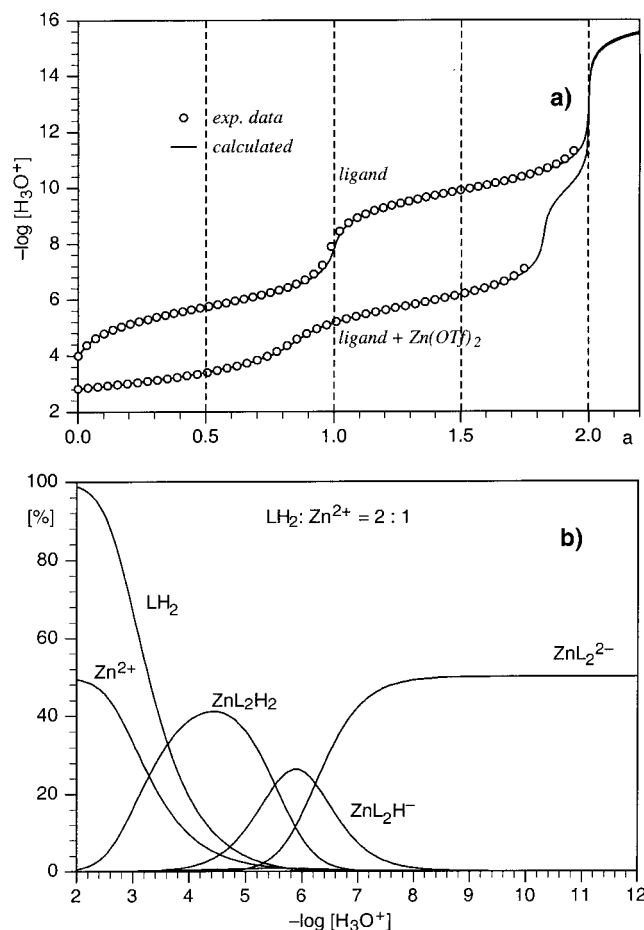 16
14
a)
12
exp. data
calculated
ligand
10
–log [H₃O⁺]
8
6
4
ligand + Zn(OTf)₂
2
0.0 0.5 1.0 1.5 2.0 a
100
[%]
LH₂: Zn²⁺ = 2 : 1
b)
80
LH₂
60
Zn²⁺
ZnL₂H₂
ZnL₂²⁻
40
20
ZnL₂H⁻
0
2 3 4 5 6 7 8 9 10 11 12
–log [H₃O⁺]